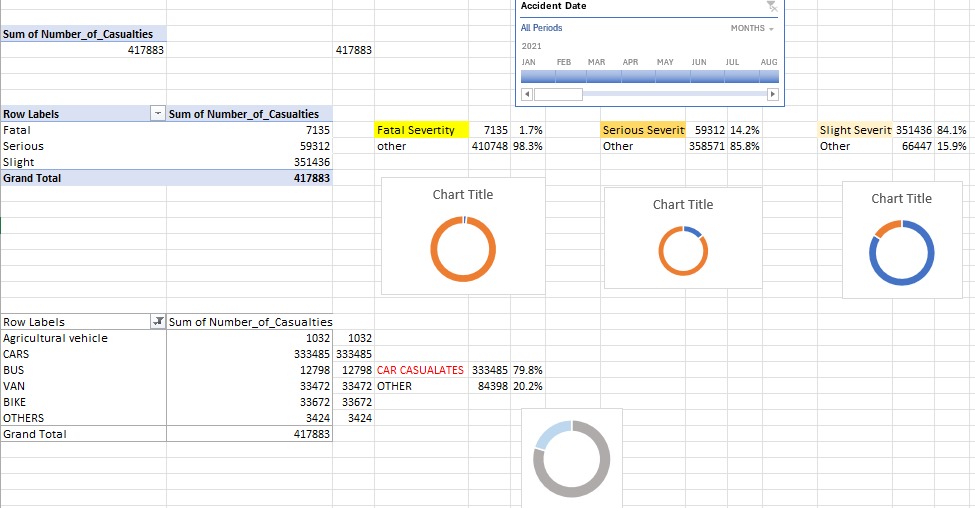 Accident Date
All Periods MONTHS
2021
JAN FEB MAR APR MAY JUN JUL AUG
Sum of Number_of_Casualties
417883 417883
Row Labels Sum of Number_of_Casualties
Fatal 7135 Fatal Severity 7135 1.7% Serious Severit 59312 14.2% Slight Severit 351436 84.1%
Serious 59312 other 410748 98.3% Other 358571 85.8% Other 66447 15.9%
Slight 351436
Grand Total 417883
Chart Title
Chart Title
Chart Title
Row Labels Sum of Number_of_Casualties
Agricultural vehicle 1032 1032
CARS 333485 333485
BUS 12798 12798 CAR CASUALATES 333485 79.8%
VAN 33472 33472 OTHER 84398 20.2%
BIKE 33672 33672
OTHERS 3424 3424
Grand Total 417883